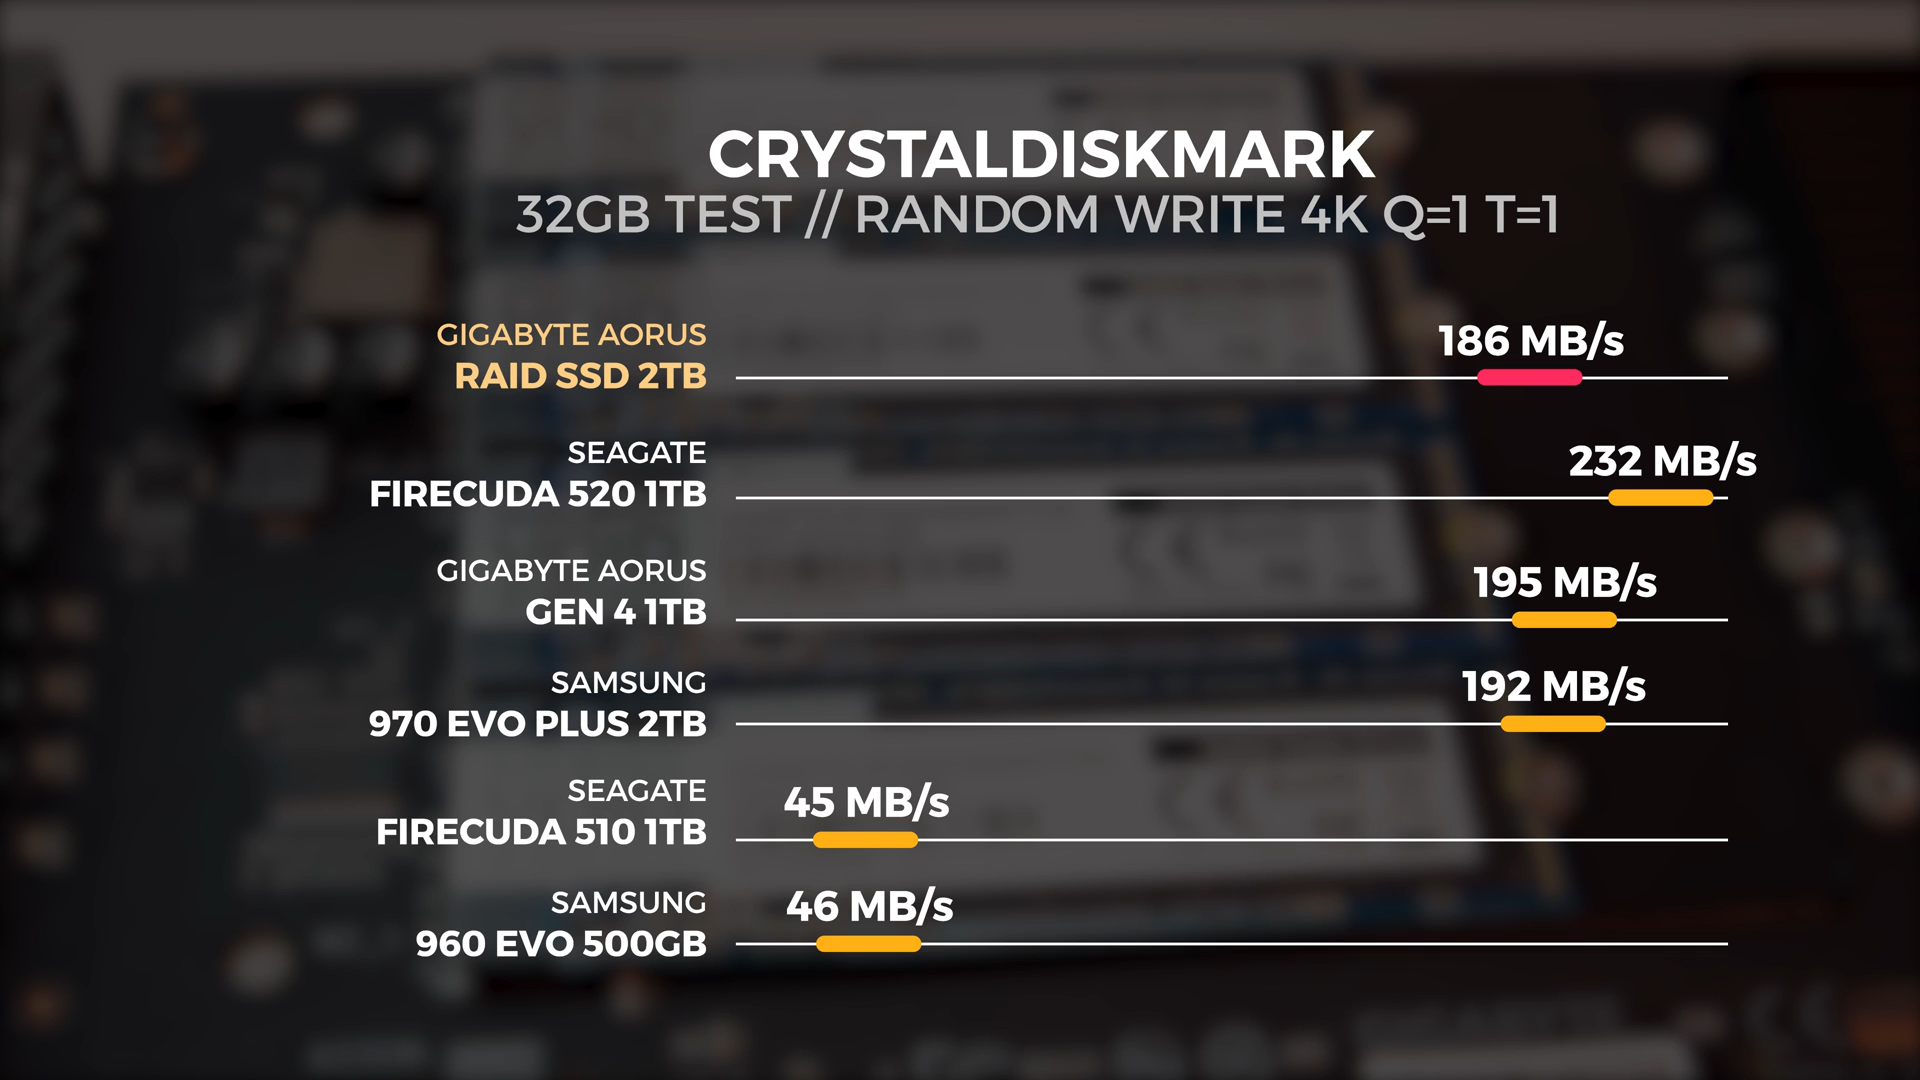 CRYSTALDISKMARK
32GB TEST // RANDOM WRITE 4K Q=1 T=1
GIGABYTE AORUS
RAID SSD 2TB
186 MB/s
SEAGATE
FIRECUDA 520 1TB
232 MB/s
GIGABYTE AORUS
GEN 4 1TB
195 MB/s
SAMSUNG
970 EVO PLUS 2TB
192 MB/s
SEAGATE
FIRECUDA 510 1TB
45 MB/s
SAMSUNG
960 EVO 500GB
46 MB/s